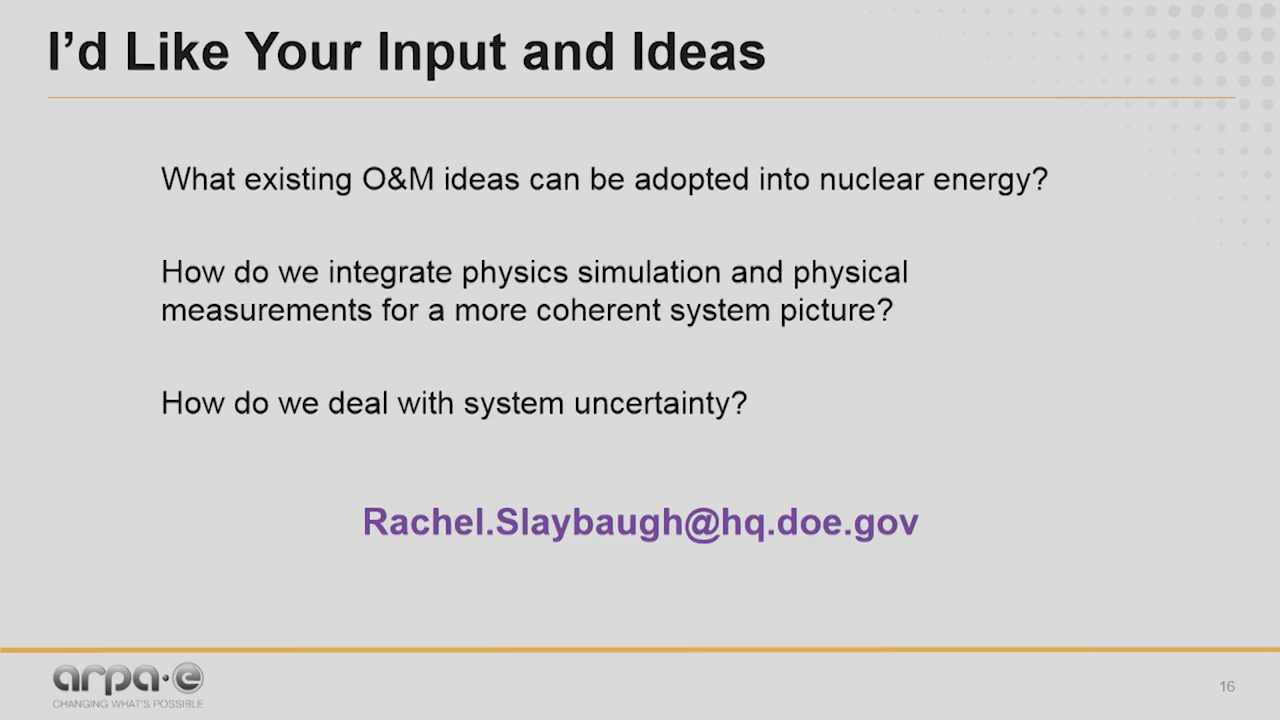 I'd Like Your Input and Ideas
What existing O&M ideas can be adopted into nuclear energy?
How do we integrate physics simulation and physical
measurements for a more coherent system picture?
How do we deal with system uncertainty?
Rachel.Slaybaugh@hq.doe.gov
arpa·e
CHANGING WHAT'S POSSIBLE
16